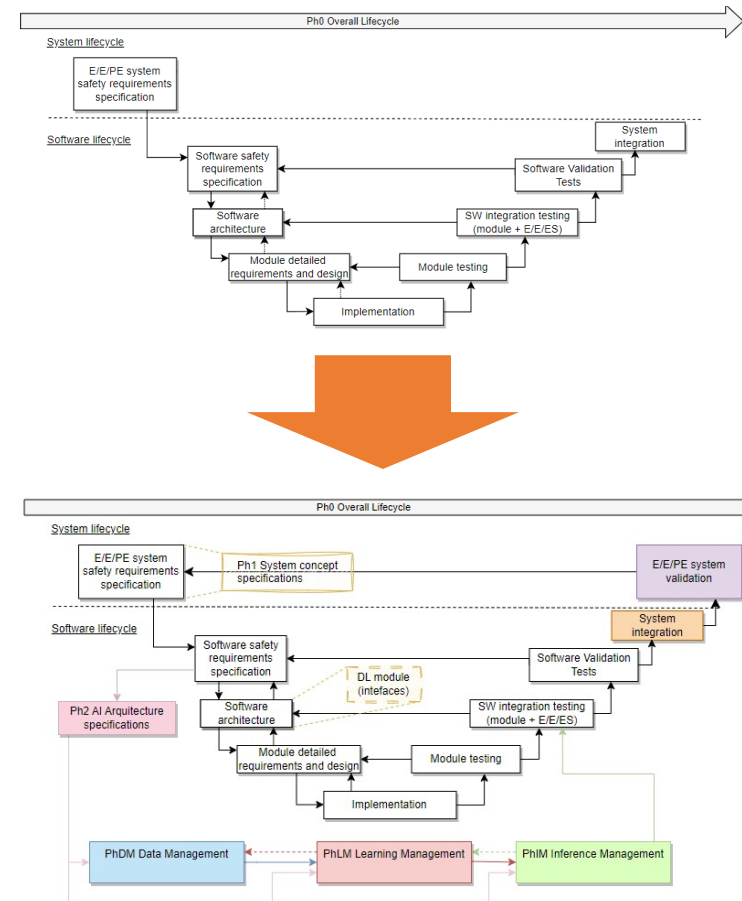 Ph0 Overall Lifecycle
System lifecycle
E/E/PE system
safety requirements
specification
Software lifecycle
System
integration
Software safety
requirements
specification
Software Validation
Tests
Software
architecture
SW integration testing
(module + E/E/ES)
Module detailed
requirements and design
Module testing
Implementation
Ph0 Overall Lifecycle
System lifecycle
E/E/PE system
safety requirements
specification
Ph1 System concept
specifications
E/E/PE system
validation
Software lifecycle
System
integration
Software safety
requirements
specification
Software Validation
Tests
DL module
(intefaces)
Ph2 AI Arquitecture
specifications
Software
architecture
SW integration testing
(module + E/E/ES)
Module detailed
requirements and design
Module testing
Implementation
PhDM Data Management
PhLM Learning Management
PhIM Inference Management